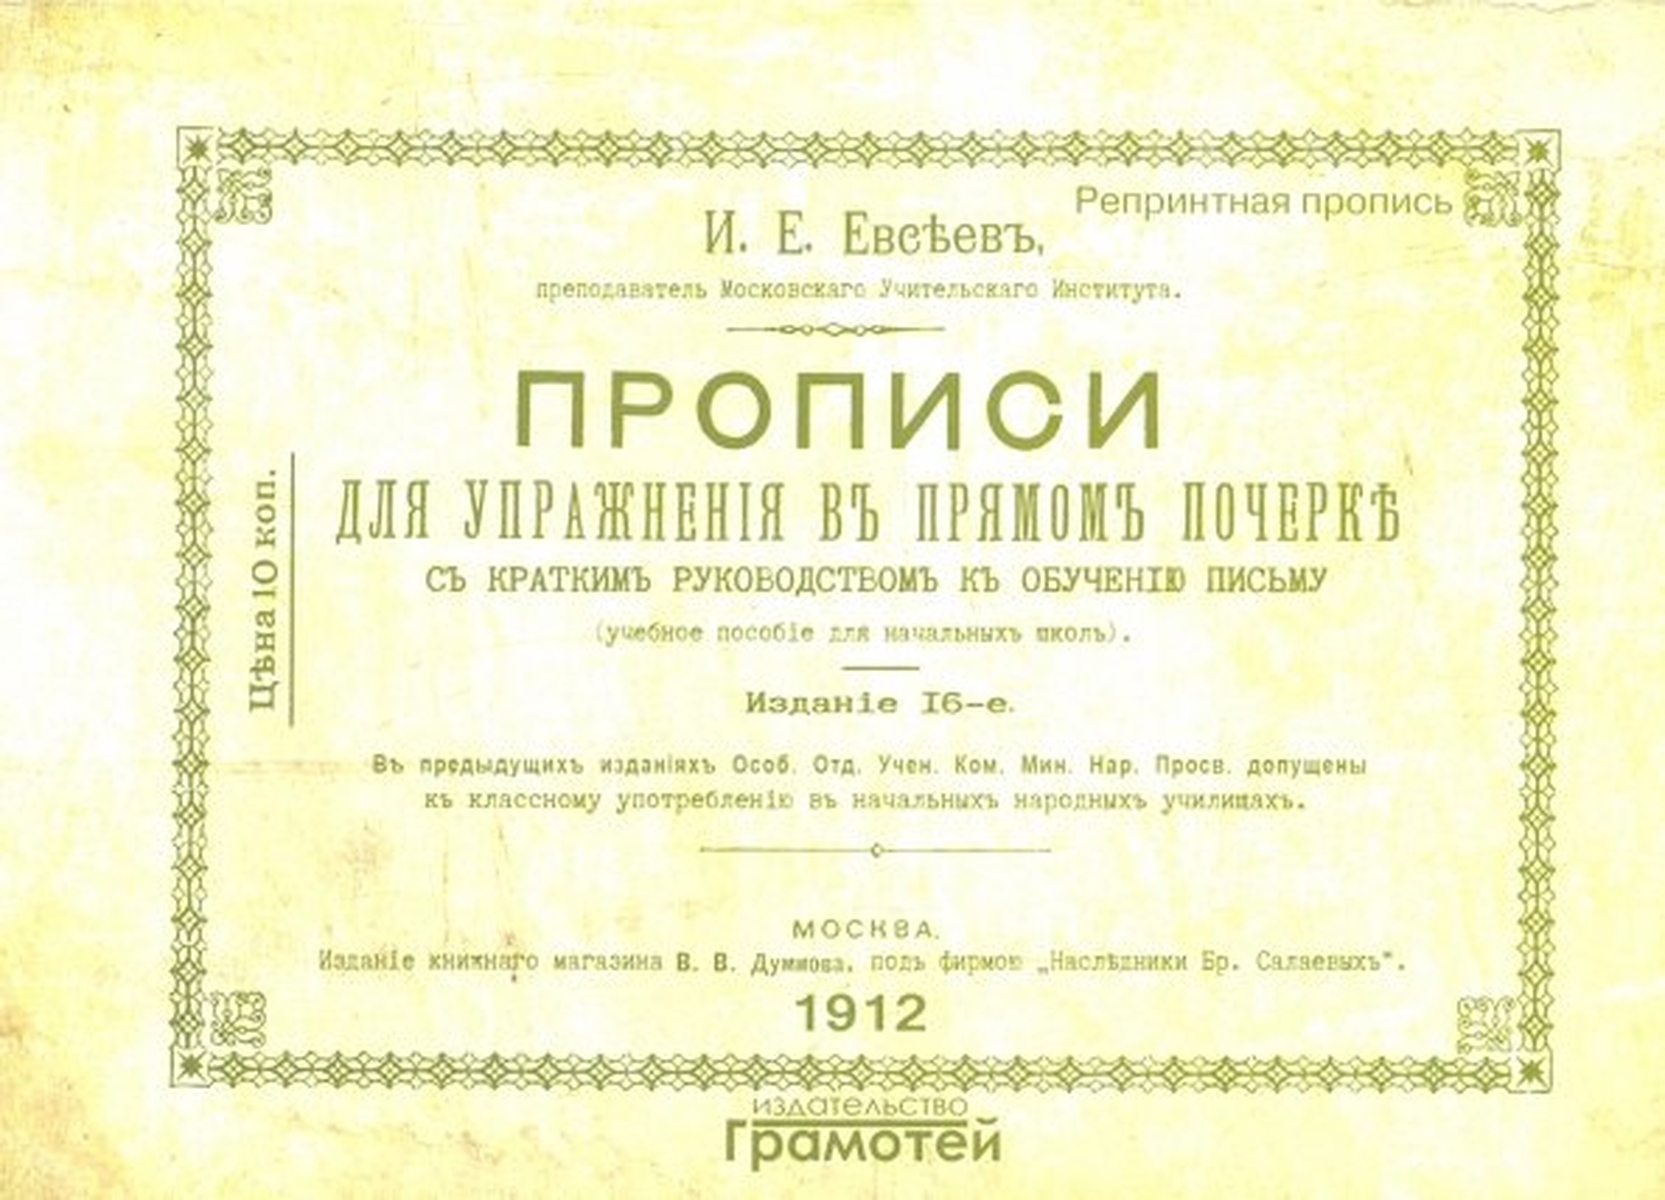 Репринтная пропись
И. Е. Евсѣевъ,
преподаватель Московскаго Учительскаго Института.
ПРОПИСИ
ДЛЯ УПРАЖНЕНІЯ ВЪ ПРЯМОМЪ ПОЧЕРКѢ
СЪ КРАТКИМЪ РУКОВОДСТВОМЪ КЪ ОБУЧЕНІЮ ПИСЬМУ
(учебное пособіе для начальныхъ школъ).
Цѣна 10 коп.
Изданіе 16-е.
Въ предыдущихъ изданіяхъ Особ. Отд. Учен. Ком. Мин. Нар. Просв. допущены
къ классному употребленію въ начальныхъ народныхъ училищахъ.
МОСКВА.
Изданіе книжнаго магазина В. В. Думнова, подъ фирмою „Наслѣдники Бр. Салаевыхъ".
1912
издательство
Грамотей